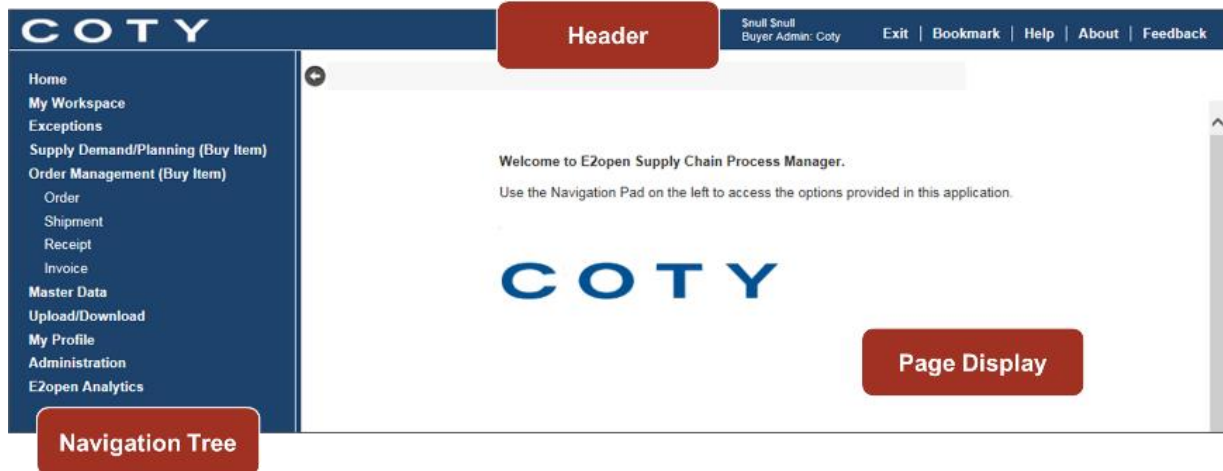 COTY
Header
$null $null
Buyer Admin: Coty
Exit | Bookmark | Help | About | Feedback
Home
My Workspace
Exceptions
Supply Demand/Planning (Buy Item)
Order Management (Buy Item)
Order
Shipment
Receipt
Invoice
Master Data
Upload/Download
My Profile
Administration
E2open Analytics
Navigation Tree
Welcome to E2open Supply Chain Process Manager.
Use the Navigation Pad on the left to access the options provided in this application.
COTY
Page Display